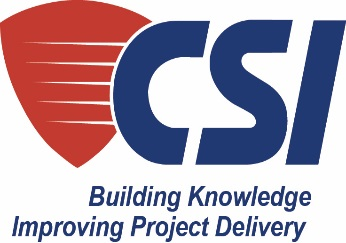 CSI
Building Knowledge
Improving Project Delivery